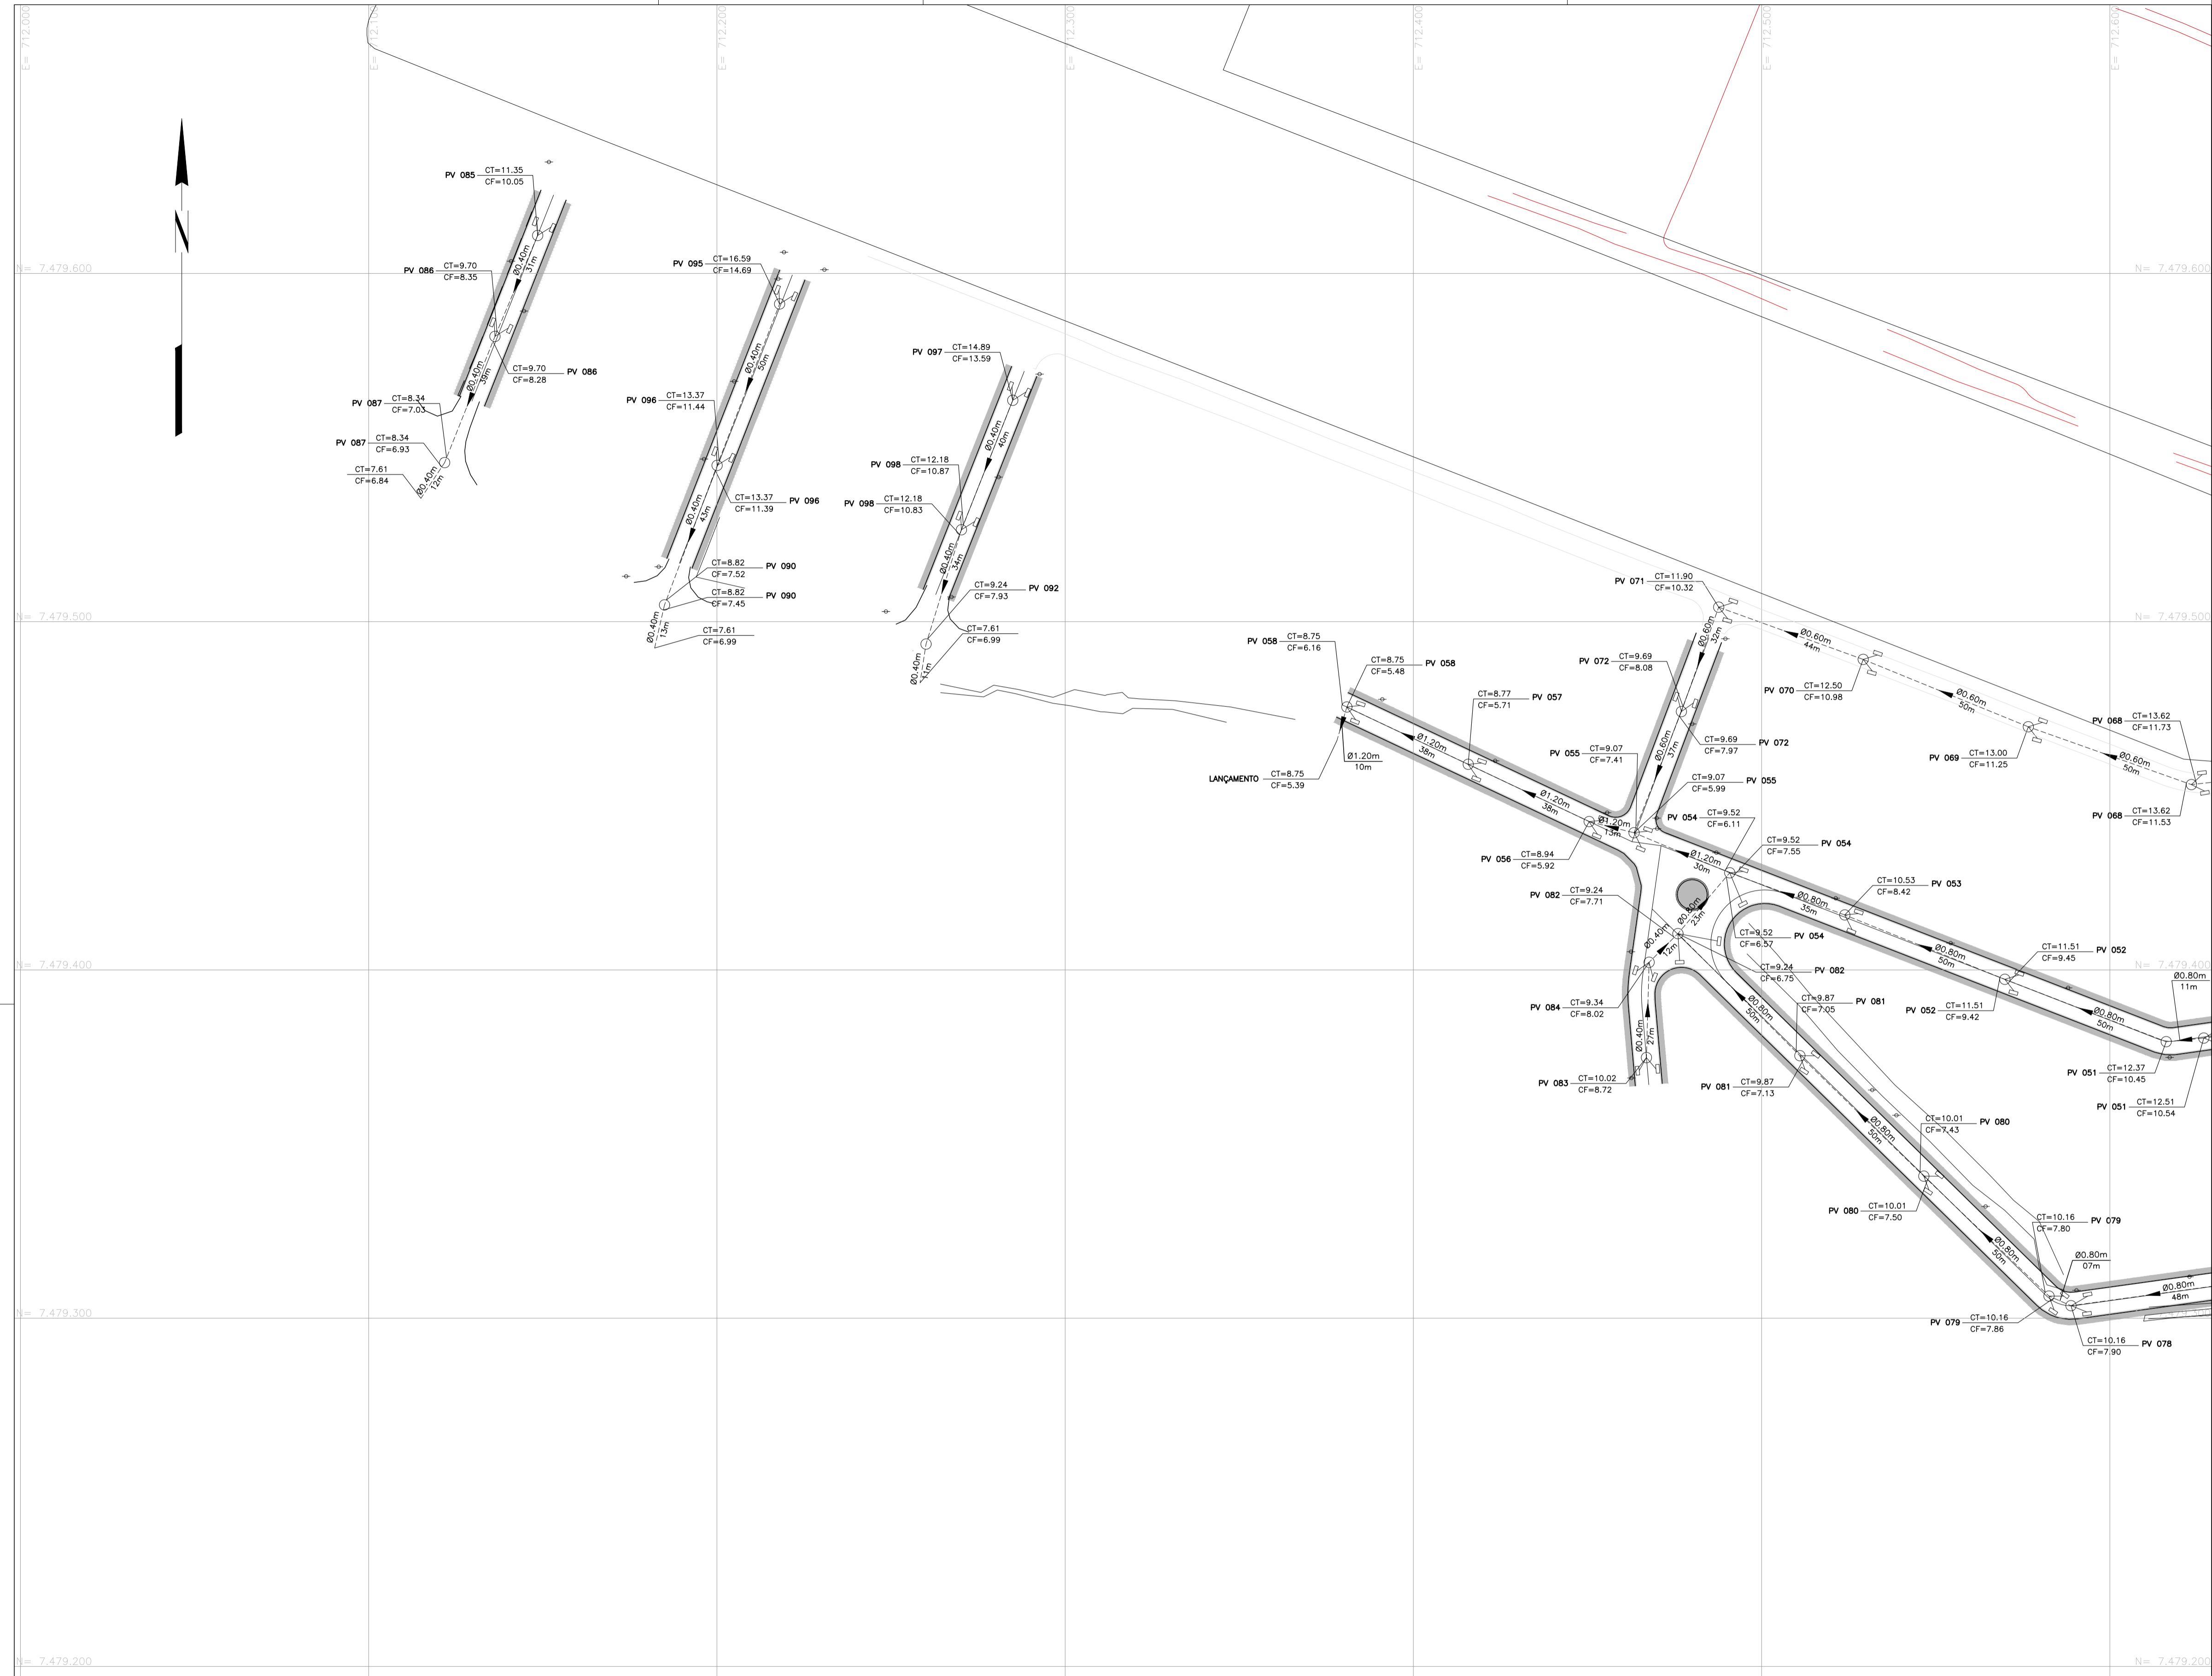 E= 712.000
E= 712.100
E= 712.200
E= 712.300
E= 712.400
E= 712.500
E= 712.600
N
N= 7.479.600
N= 7.479.600
PV 085 CT=11.35
CF=10.05
Ø0.40m
31m
PV 086 CT=9.70
CF=8.35
CT=9.70 PV 086
CF=8.28
Ø0.40m
39m
PV 087 CT=8.34
CF=7.03
PV 087 CT=8.34
CF=6.93
CT=7.61
CF=6.84
Ø0.40m
12m
PV 095 CT=16.59
CF=14.69
Ø0.40m
50m
PV 096 CT=13.37
CF=11.44
CT=13.37 PV 096
CF=11.39
Ø0.40m
43m
CT=8.82 PV 090
CF=7.52
CT=8.82 PV 090
CF=7.45
Ø0.40m
13m
CT=7.61
CF=6.99
PV 097 CT=14.89
CF=13.59
Ø0.40m
40m
PV 098 CT=12.18
CF=10.87
PV 098 CT=12.18
CF=10.83
Ø0.40m
34m
CT=9.24 PV 092
CF=7.93
CT=7.61
CF=6.99
Ø0.40m
11m
N= 7.479.500
N= 7.479.500
PV 071 CT=11.90
CF=10.32
Ø0.60m
32m
Ø0.60m
44m
PV 058 CT=8.75
CF=6.16
CT=8.75 PV 058
CF=5.48
PV 072 CT=9.69
CF=8.08
CT=9.69 PV 072
CF=7.97
PV 070 CT=12.50
CF=10.98
Ø0.60m
50m
CT=8.77 PV 057
CF=5.71
PV 068 CT=13.62
CF=11.73
PV 069 CT=13.00
CF=11.25
Ø0.60m
50m
PV 068 CT=13.62
CF=11.53
Ø1.20m
38m
Ø1.20m
10m
LANÇAMENTO CT=8.75
CF=5.39
Ø1.20m
38m
Ø0.60m
37m
PV 055 CT=9.07
CF=7.41
CT=9.07 PV 055
CF=5.99
Ø1.20m
13m
PV 054 CT=9.52
CF=6.11
CT=9.52 PV 054
CF=7.55
Ø1.20m
30m
PV 056 CT=8.94
CF=5.92
CT=10.53 PV 053
CF=8.42
PV 082 CT=9.24
CF=7.71
Ø0.80m
23m
Ø0.80m
35m
Ø0.40m
12m
CT=9.52 PV 054
CF=6.57
Ø0.80m
50m
CT=11.51 PV 052
CF=9.45
N= 7.479.400
N= 7.479.400
CT=9.24 PV 082
CF=6.75
Ø0.80m
11m
PV 084 CT=9.34
CF=8.02
CT=9.87 PV 081
CF=7.05
PV 052 CT=11.51
CF=9.42
Ø0.80m
50m
Ø0.80m
50m
Ø0.40m
27m
PV 083 CT=10.02
CF=8.72
PV 081 CT=9.87
CF=7.13
PV 051 CT=12.37
CF=10.45
PV 051 CT=12.51
CF=10.54
Ø0.80m
50m
CT=10.01 PV 080
CF=7.43
PV 080 CT=10.01
CF=7.50
CT=10.16 PV 079
CF=7.80
Ø0.80m
50m
Ø0.80m
07m
Ø0.80m
48m
N= 7.479.300
PV 079 CT=10.16
CF=7.86
CT=10.16 PV 078
CF=7.90
N= 7.479.200
N= 7.479.200